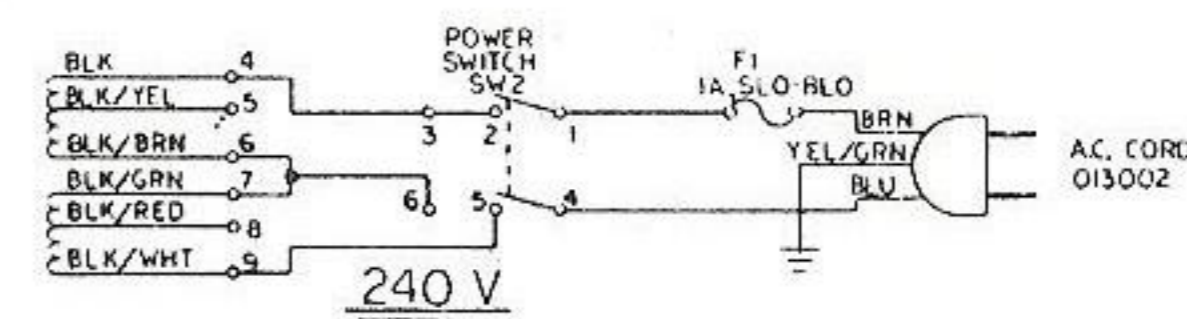 BLK 4
BLK/YEL 5
BLK/BRN 6
BLK/GRN 7
BLK/RED 8
BLK/WHT 9
POWER
SWITCH
SW2
3 2 1
6 5 4
240 V
F1
1A SLO-BLO
BRN
YEL/GRN
BLU
A.C. CORD
013002